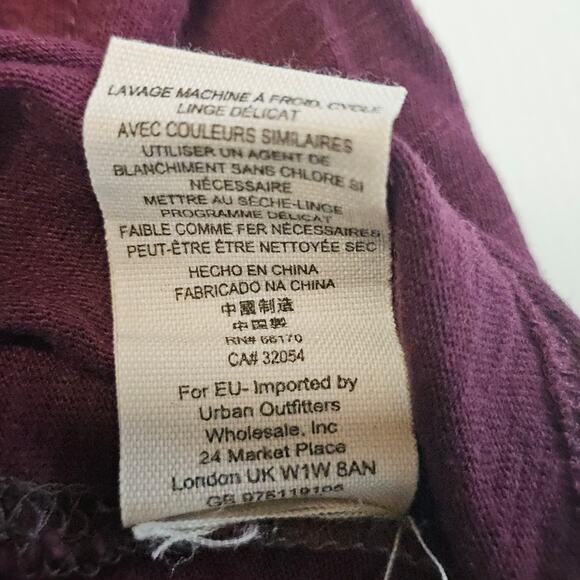 LAVAGE MACHINE À FROID, CYCLE
LINGE DÉLICAT
AVEC COULEURS SIMILAIRES
UTILISER UN AGENT DE
BLANCHIMENT SANS CHLORE SI
NÉCESSAIRE
METTRE AU SÈCHE-LINGE
PROGRAMME DÉLICAT
FAIBLE COMME FER NÉCESSAIRES
PEUT-ÊTRE ÊTRE NETTOYÉE SEC
HECHO EN CHINA
FABRICADO NA CHINA
中國制造
中国製
RN# 66170
CA# 32054
For EU- Imported by
Urban Outfitters
Wholesale, Inc
24 Market Place
London UK W1W 8AN
GB